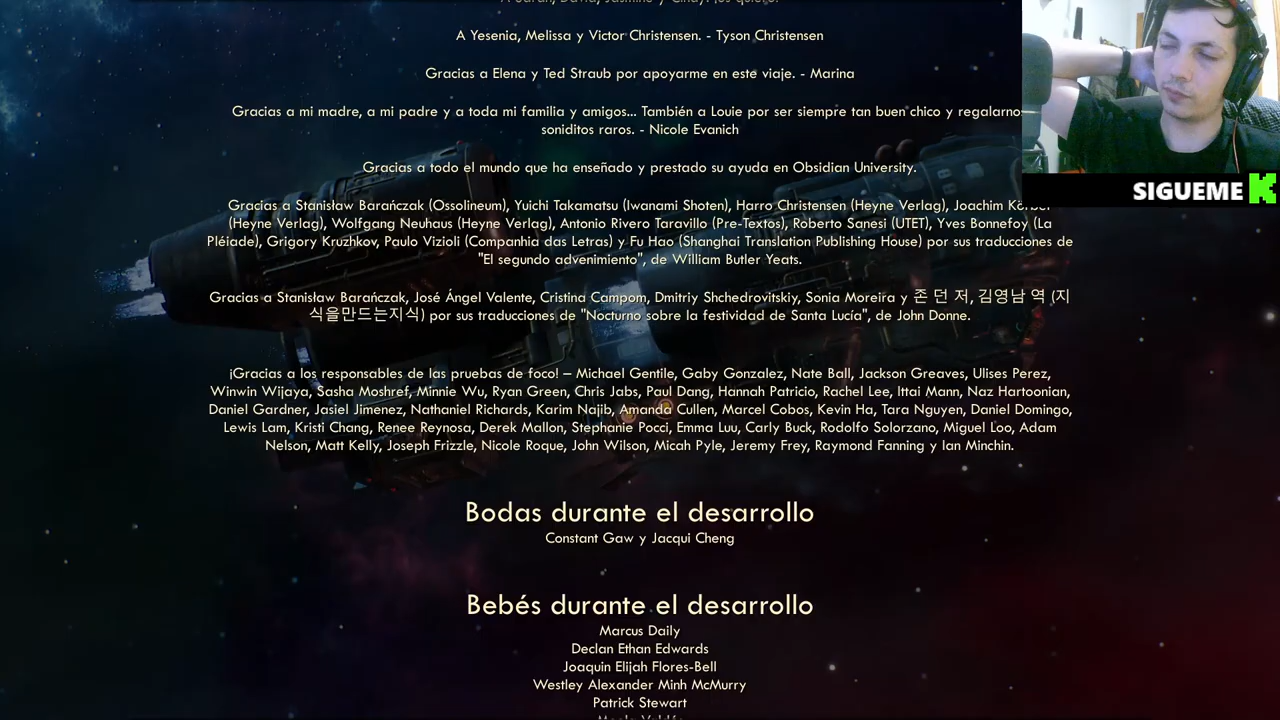 A Yesenia, Melissa y Victor Christensen. - Tyson Christensen
Gracias a Elena y Ted Straub por apoyarme en este viaje. - Marina
Gracias a mi madre, a mi padre y a toda mi familia y amigos... También a Louie por ser siempre tan buen chico y regalarnos
soniditos raros. - Nicole Evanich
Gracias a todo el mundo que ha enseñado y prestado su ayuda en Obsidian University.
SIGUEME K
Gracias a Stanisław Barańczak (Ossolineum), Yuichi Takamatsu (Iwanami Shoten), Harro Christensen (Heyne Verlag), Joachim Körber
(Heyne Verlag), Wolfgang Neuhaus (Heyne Verlag), Antonio Rivero Taravillo (Pre-Textos), Roberto Sanesi (UTET), Yves Bonnefoy (La
Pléiade), Grigory Kruzhkov, Paulo Vizioli (Companhia das Letras) y Fu Hao (Shanghai Translation Publishing House) por sus traducciones de
"El segundo advenimiento", de William Butler Yeats.
Gracias a Stanisław Barańczak, José Ángel Valente, Cristina Campom, Dmitriy Shchedrovitskiy, Sonia Moreira y 존 던 저, 김영남 역 (지
식을만드는지식) por sus traducciones de "Nocturno sobre la festividad de Santa Lucía", de John Donne.
¡Gracias a los responsables de las pruebas de foco! – Michael Gentile, Gaby Gonzalez, Nate Ball, Jackson Greaves, Ulises Perez,
Winwin Wijaya, Sasha Moshref, Minnie Wu, Ryan Green, Chris Jabs, Paul Dang, Hannah Patricio, Rachel Lee, Ittai Mann, Naz Hartoonian,
Daniel Gardner, Jasiel Jimenez, Nathaniel Richards, Karim Najib, Amanda Cullen, Marcel Cobos, Kevin Ha, Tara Nguyen, Daniel Domingo,
Lewis Lam, Kristi Chang, Renee Reynosa, Derek Mallon, Stephanie Pocci, Emma Luu, Carly Buck, Rodolfo Solorzano, Miguel L'oo, Adam
Nelson, Matt Kelly, Joseph Frizzle, Nicole Roque, John Wilson, Micah Pyle, Jeremy Frey, Raymond Fanning y Ian Minchin.
Bodas durante el desarrollo
Constant Gaw y Jacqui Cheng
Bebés durante el desarrollo
Marcus Daily
Declan Ethan Edwards
Joaquin Elijah Flores-Bell
Westley Alexander Minh McMurry
Patrick Stewart